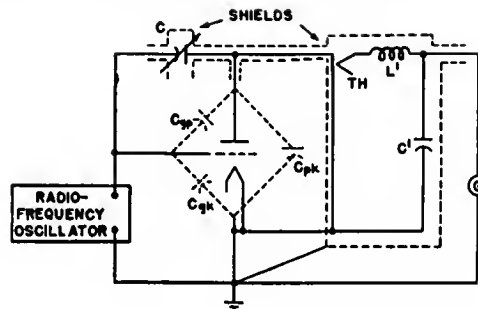 SHIELDS
C
TH
L'
Cgp
Cpk
C'
Cgk
RADIO-
FREQUENCY
OSCILLATOR